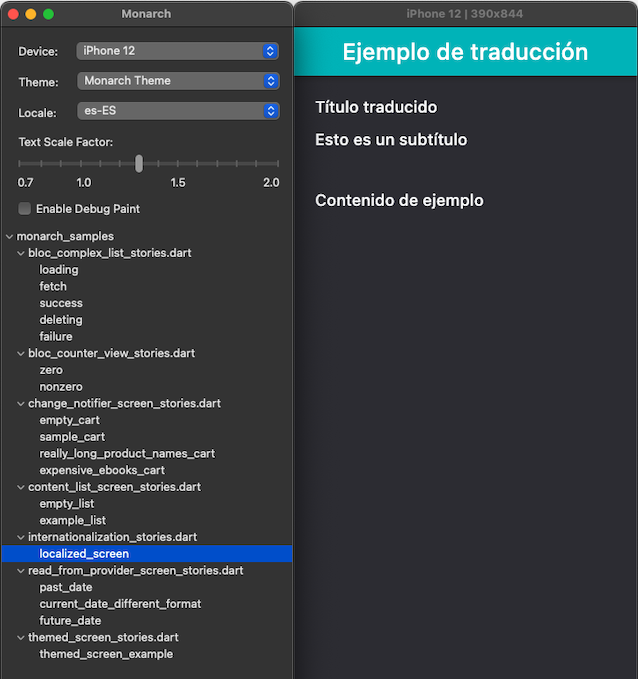 Monarch
Device:
iPhone 12
Theme:
Monarch Theme
Locale:
es-ES
Text Scale Factor:
0.7 1.0 1.5 2.0
Enable Debug Paint
monarch_samples
bloc_complex_list_stories.dart
loading
fetch
success
deleting
failure
bloc_counter_view_stories.dart
zero
nonzero
change_notifier_screen_stories.dart
empty_cart
sample_cart
really_long_product_names_cart
expensive_ebooks_cart
content_list_screen_stories.dart
empty_list
example_list
internationalization_stories.dart
localized_screen
read_from_provider_screen_stories.dart
past_date
current_date_different_format
future_date
themed_screen_stories.dart
themed_screen_example
iPhone 12 | 390x844
Ejemplo de traducción
Título traducido
Esto es un subtítulo
Contenido de ejemplo